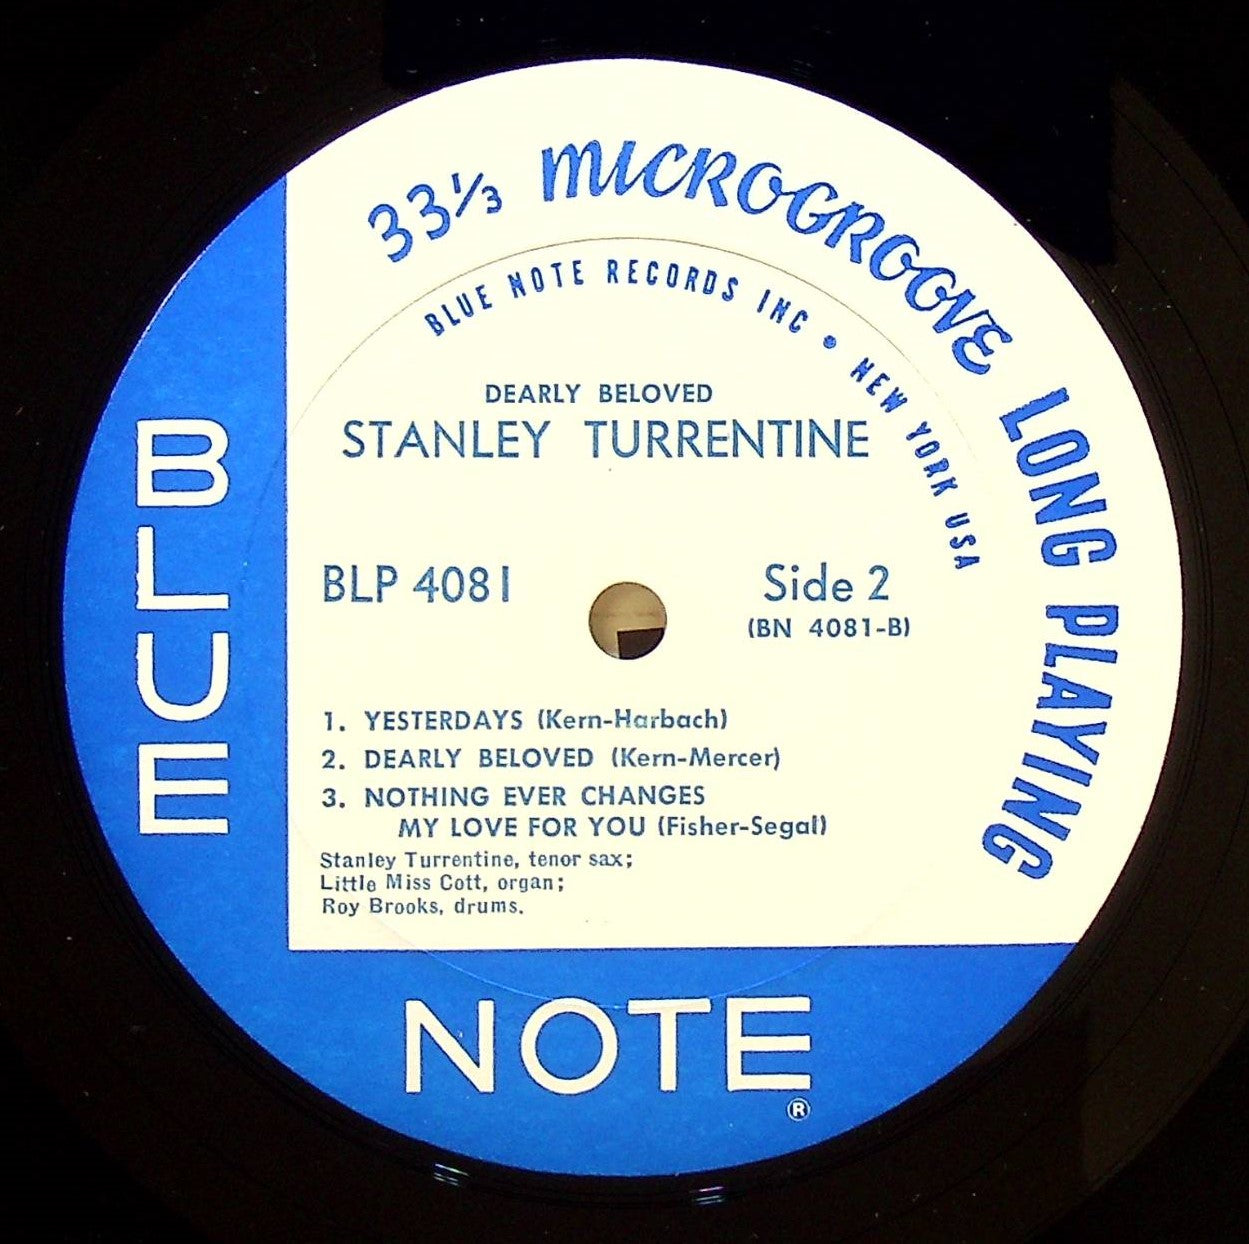 33⅓ MICROGROOVE LONG PLAYING
BLUE NOTE RECORDS INC • NEW YORK USA
DEARLY BELOVED
STANLEY TURRENTINE
BLP 4081
Side 2
(BN 4081-B)
1. YESTERDAYS (Kern-Harbach)
2. DEARLY BELOVED (Kern-Mercer)
3. NOTHING EVER CHANGES
MY LOVE FOR YOU (Fisher-Segal)
Stanley Turrentine, tenor sax;
Little Miss Cott, organ;
Roy Brooks, drums.
BLUE
NOTE
®